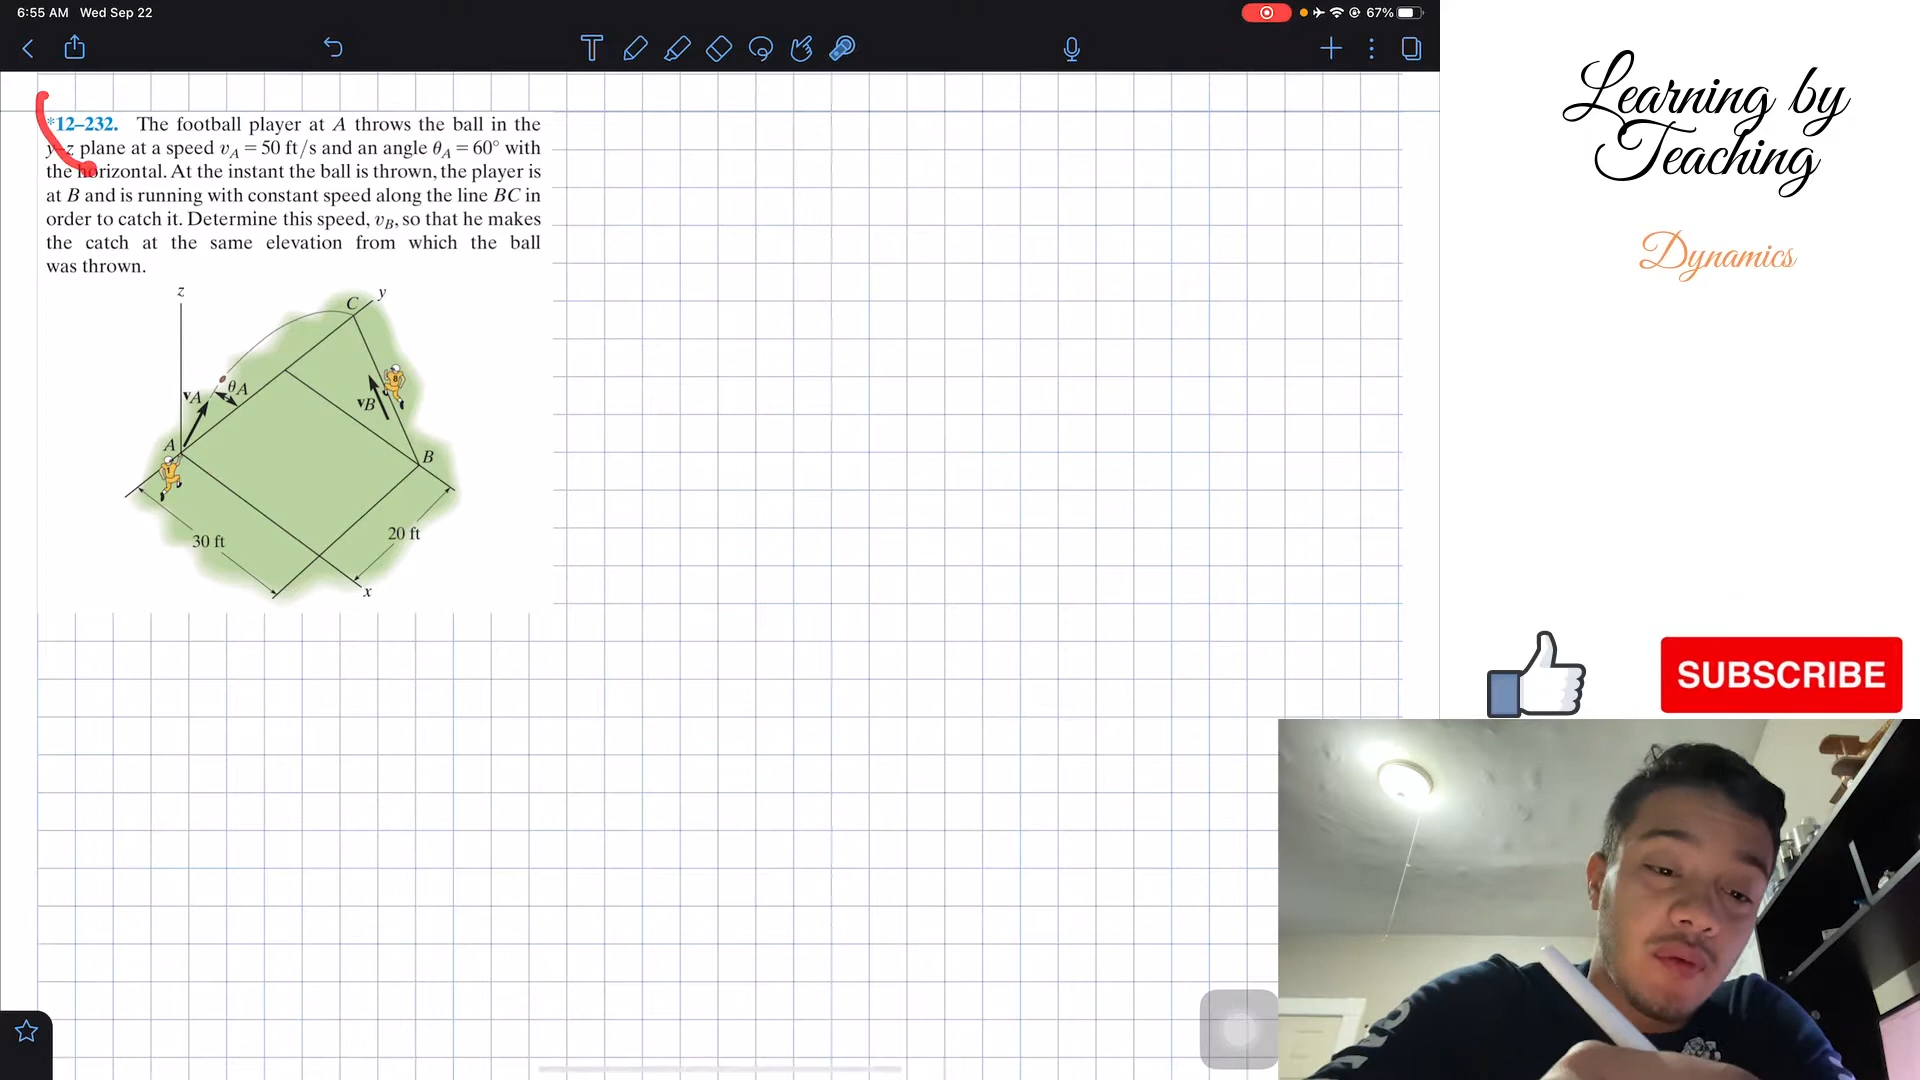 6:55 AM Wed Sep 22
67%
*12–232. The football player at A throws the ball in the
y–z plane at a speed vA = 50 ft/s and an angle θA = 60° with
the horizontal. At the instant the ball is thrown, the player is
at B and is running with constant speed along the line BC in
order to catch it. Determine this speed, vB, so that he makes
the catch at the same elevation from which the ball
was thrown.
z
C
y
θA
vA
vB
A
B
30 ft
20 ft
x
Learning by
Teaching
Dynamics
SUBSCRIBE